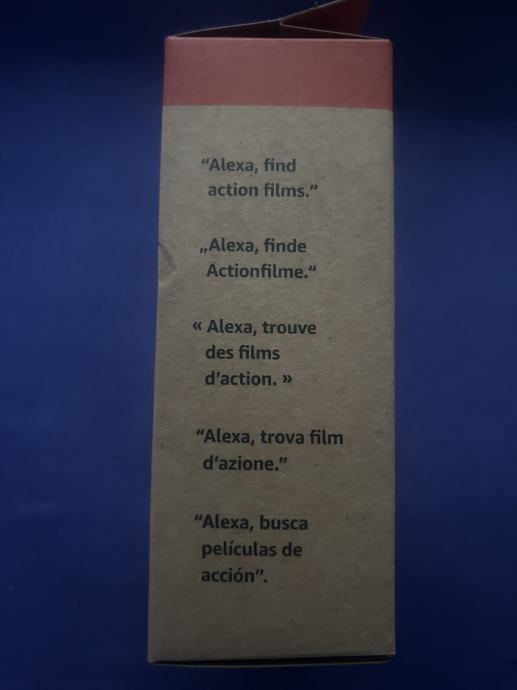 “Alexa, find
action films.”
„Alexa, finde
Actionfilme.“
« Alexa, trouve
des films
d’action. »
“Alexa, trova film
d‘azione.”
“Alexa, busca
películas de
acción”.